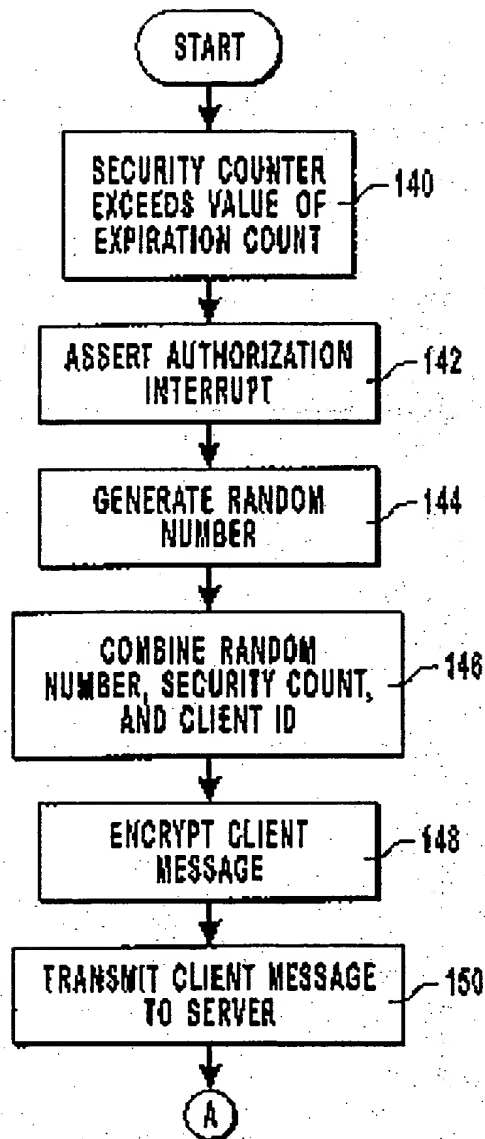 START
SECURITY COUNTER
EXCEEDS VALUE OF
EXPIRATION COUNT
140
ASSERT AUTHORIZATION
INTERRUPT
142
GENERATE RANDOM
NUMBER
144
COMBINE RANDOM
NUMBER, SECURITY COUNT,
AND CLIENT ID
146
ENCRYPT CLIENT
MESSAGE
148
TRANSMIT CLIENT MESSAGE
TO SERVER
150
A